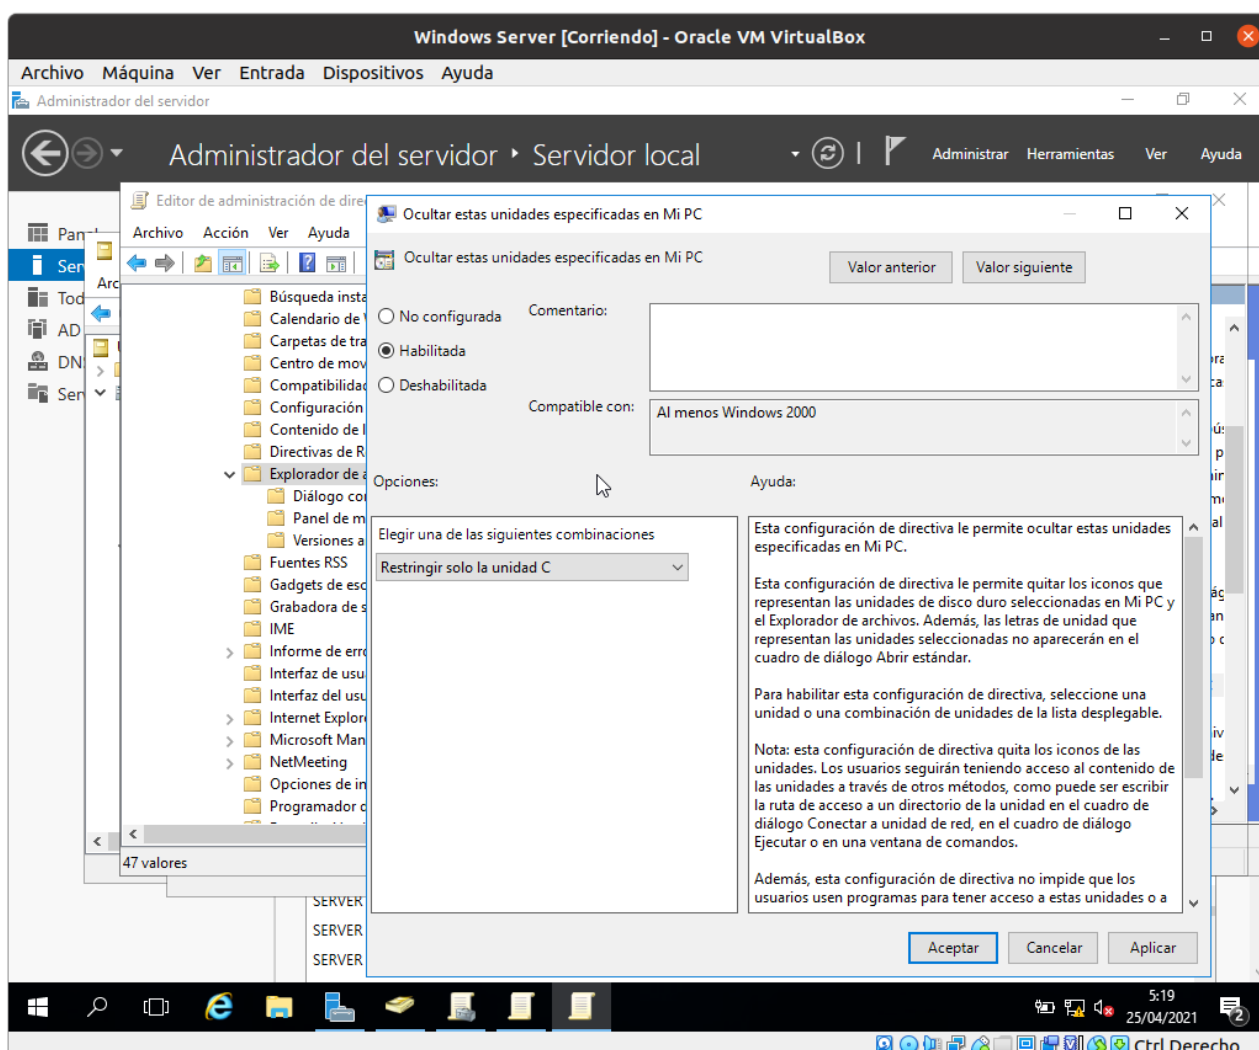 Windows Server [Corriendo] - Oracle VM VirtualBox
Archivo Máquina Ver Entrada Dispositivos Ayuda
Administrador del servidor
Administrador del servidor Servidor local
Administrar Herramientas Ver Ayuda
Editor de administración de dire
Archivo Acción Ver Ayuda
Pan
Ser
Arc
Tod
AD
DN
Ser
Búsqueda insta
Calendario de
Carpetas de tra
Centro de mov
Compatibilidad
Configuración
Contenido de l
Directivas de R
Explorador de a
Diálogo co
Panel de m
Versiones a
Fuentes RSS
Gadgets de esc
Grabadora de s
IME
Informe de erro
Interfaz de usu
Interfaz del usu
Internet Explor
Microsoft Man
NetMeeting
Opciones de in
Programador d
47 valores
SERVER
SERVER
SERVER
Ocultar estas unidades especificadas en Mi PC
Ocultar estas unidades especificadas en Mi PC
Valor anterior
Valor siguiente
No configurada
Habilitada
Deshabilitada
Comentario:
Compatible con:
Al menos Windows 2000
Opciones:
Ayuda:
Elegir una de las siguientes combinaciones
Restringir solo la unidad C
Esta configuración de directiva le permite ocultar estas unidades
especificadas en Mi PC.
Esta configuración de directiva le permite quitar los iconos que
representan las unidades de disco duro seleccionadas en Mi PC y
el Explorador de archivos. Además, las letras de unidad que
representan las unidades seleccionadas no aparecerán en el
cuadro de diálogo Abrir estándar.
Para habilitar esta configuración de directiva, seleccione una
unidad o una combinación de unidades de la lista desplegable.
Nota: esta configuración de directiva quita los iconos de las
unidades. Los usuarios seguirán teniendo acceso al contenido de
las unidades a través de otros métodos, como puede ser escribir
la ruta de acceso a un directorio de la unidad en el cuadro de
diálogo Conectar a unidad de red, en el cuadro de diálogo
Ejecutar o en una ventana de comandos.
Además, esta configuración de directiva no impide que los
usuarios usen programas para tener acceso a estas unidades o a
Aceptar
Cancelar
Aplicar
5:19
25/04/2021
2
Ctrl Derecho